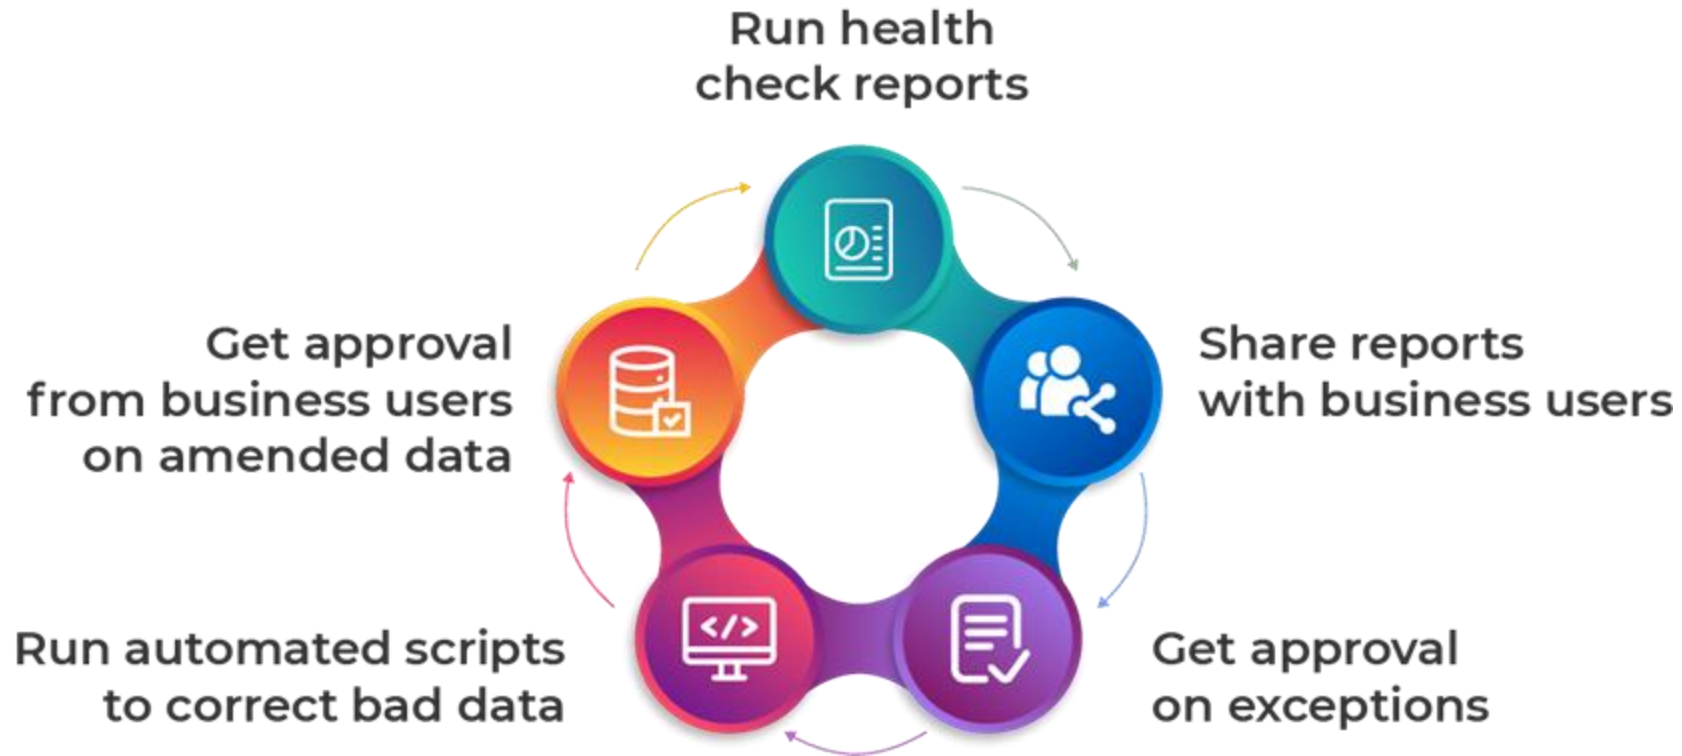 Run health
check reports
Share reports
with business users
Get approval
on exceptions
Run automated scripts
to correct bad data
Get approval
from business users
on amended data
</>